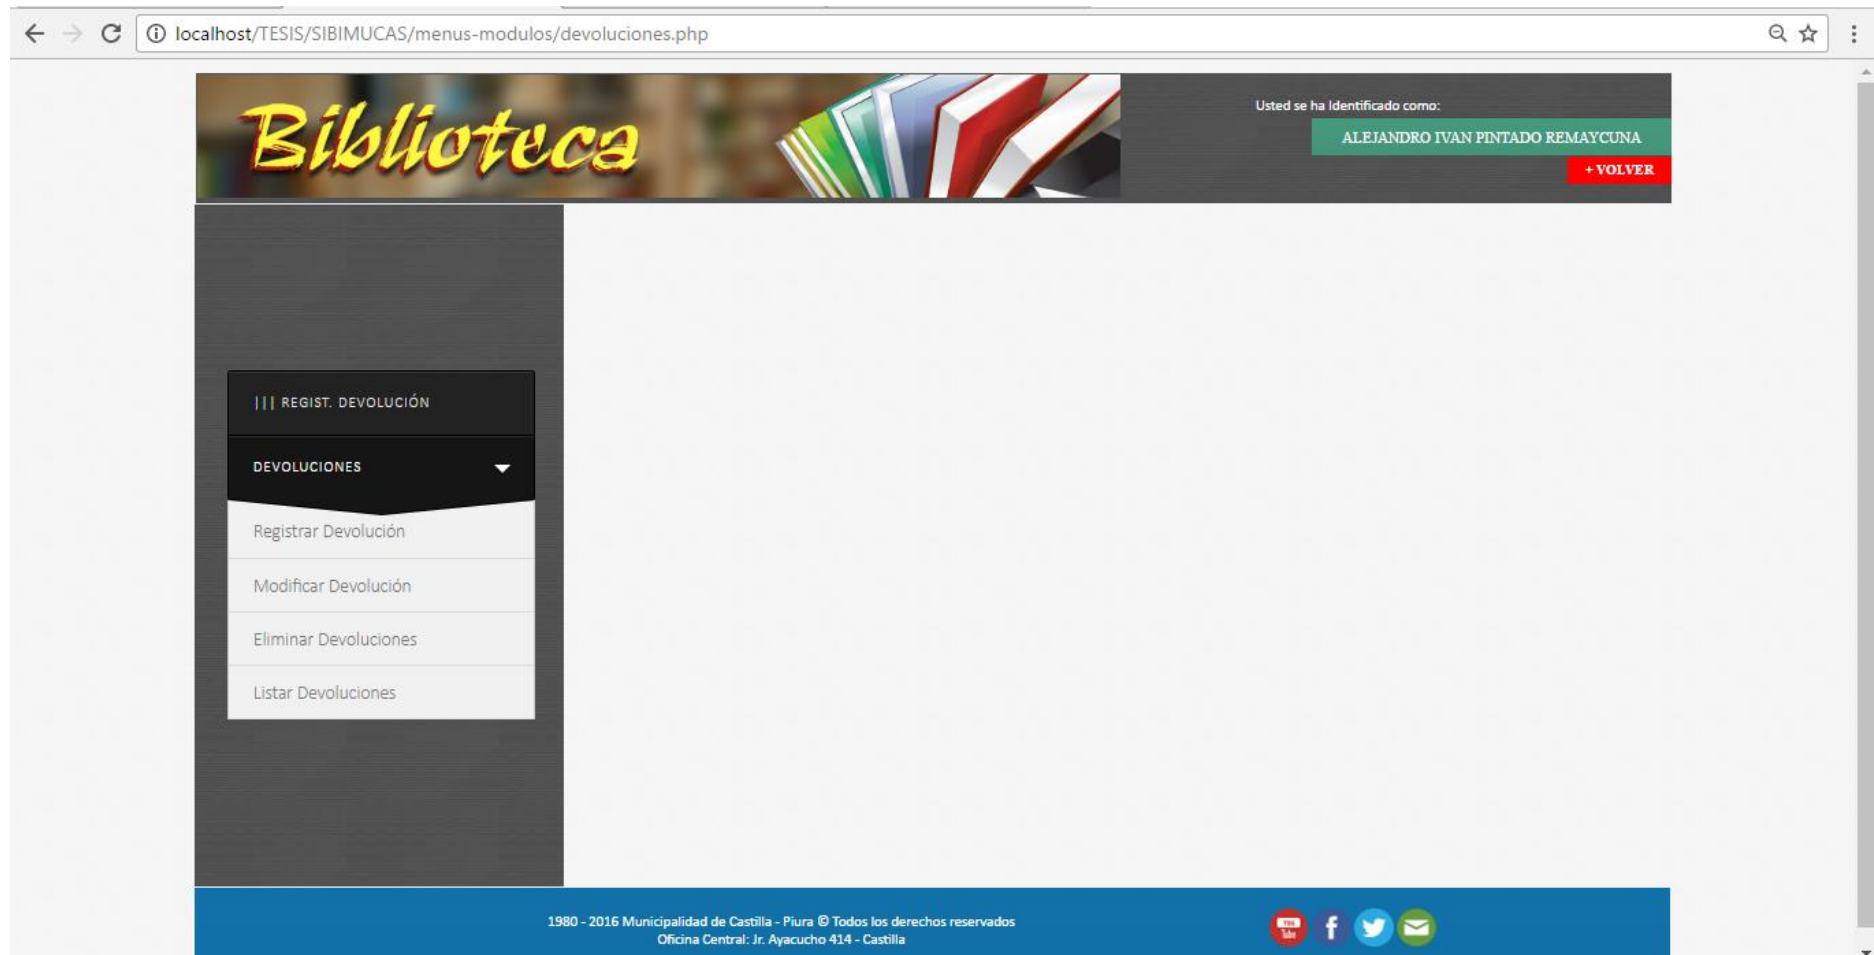 localhost/TESIS/SIBIMUCAS/menus-modulos/devoluciones.php
Biblioteca
Usted se ha Identificado como:
ALEJANDRO IVAN PINTADO REMAYCUNA
+ VOLVER
||| REGIST. DEVOLUCIÓN
DEVOLUCIONES
Registrar Devolución
Modificar Devolución
Eliminar Devoluciones
Listar Devoluciones
1980 - 2016 Municipalidad de Castilla - Piura © Todos los derechos reservados
Oficina Central: Jr. Ayacucho 414 - Castilla
You Tube